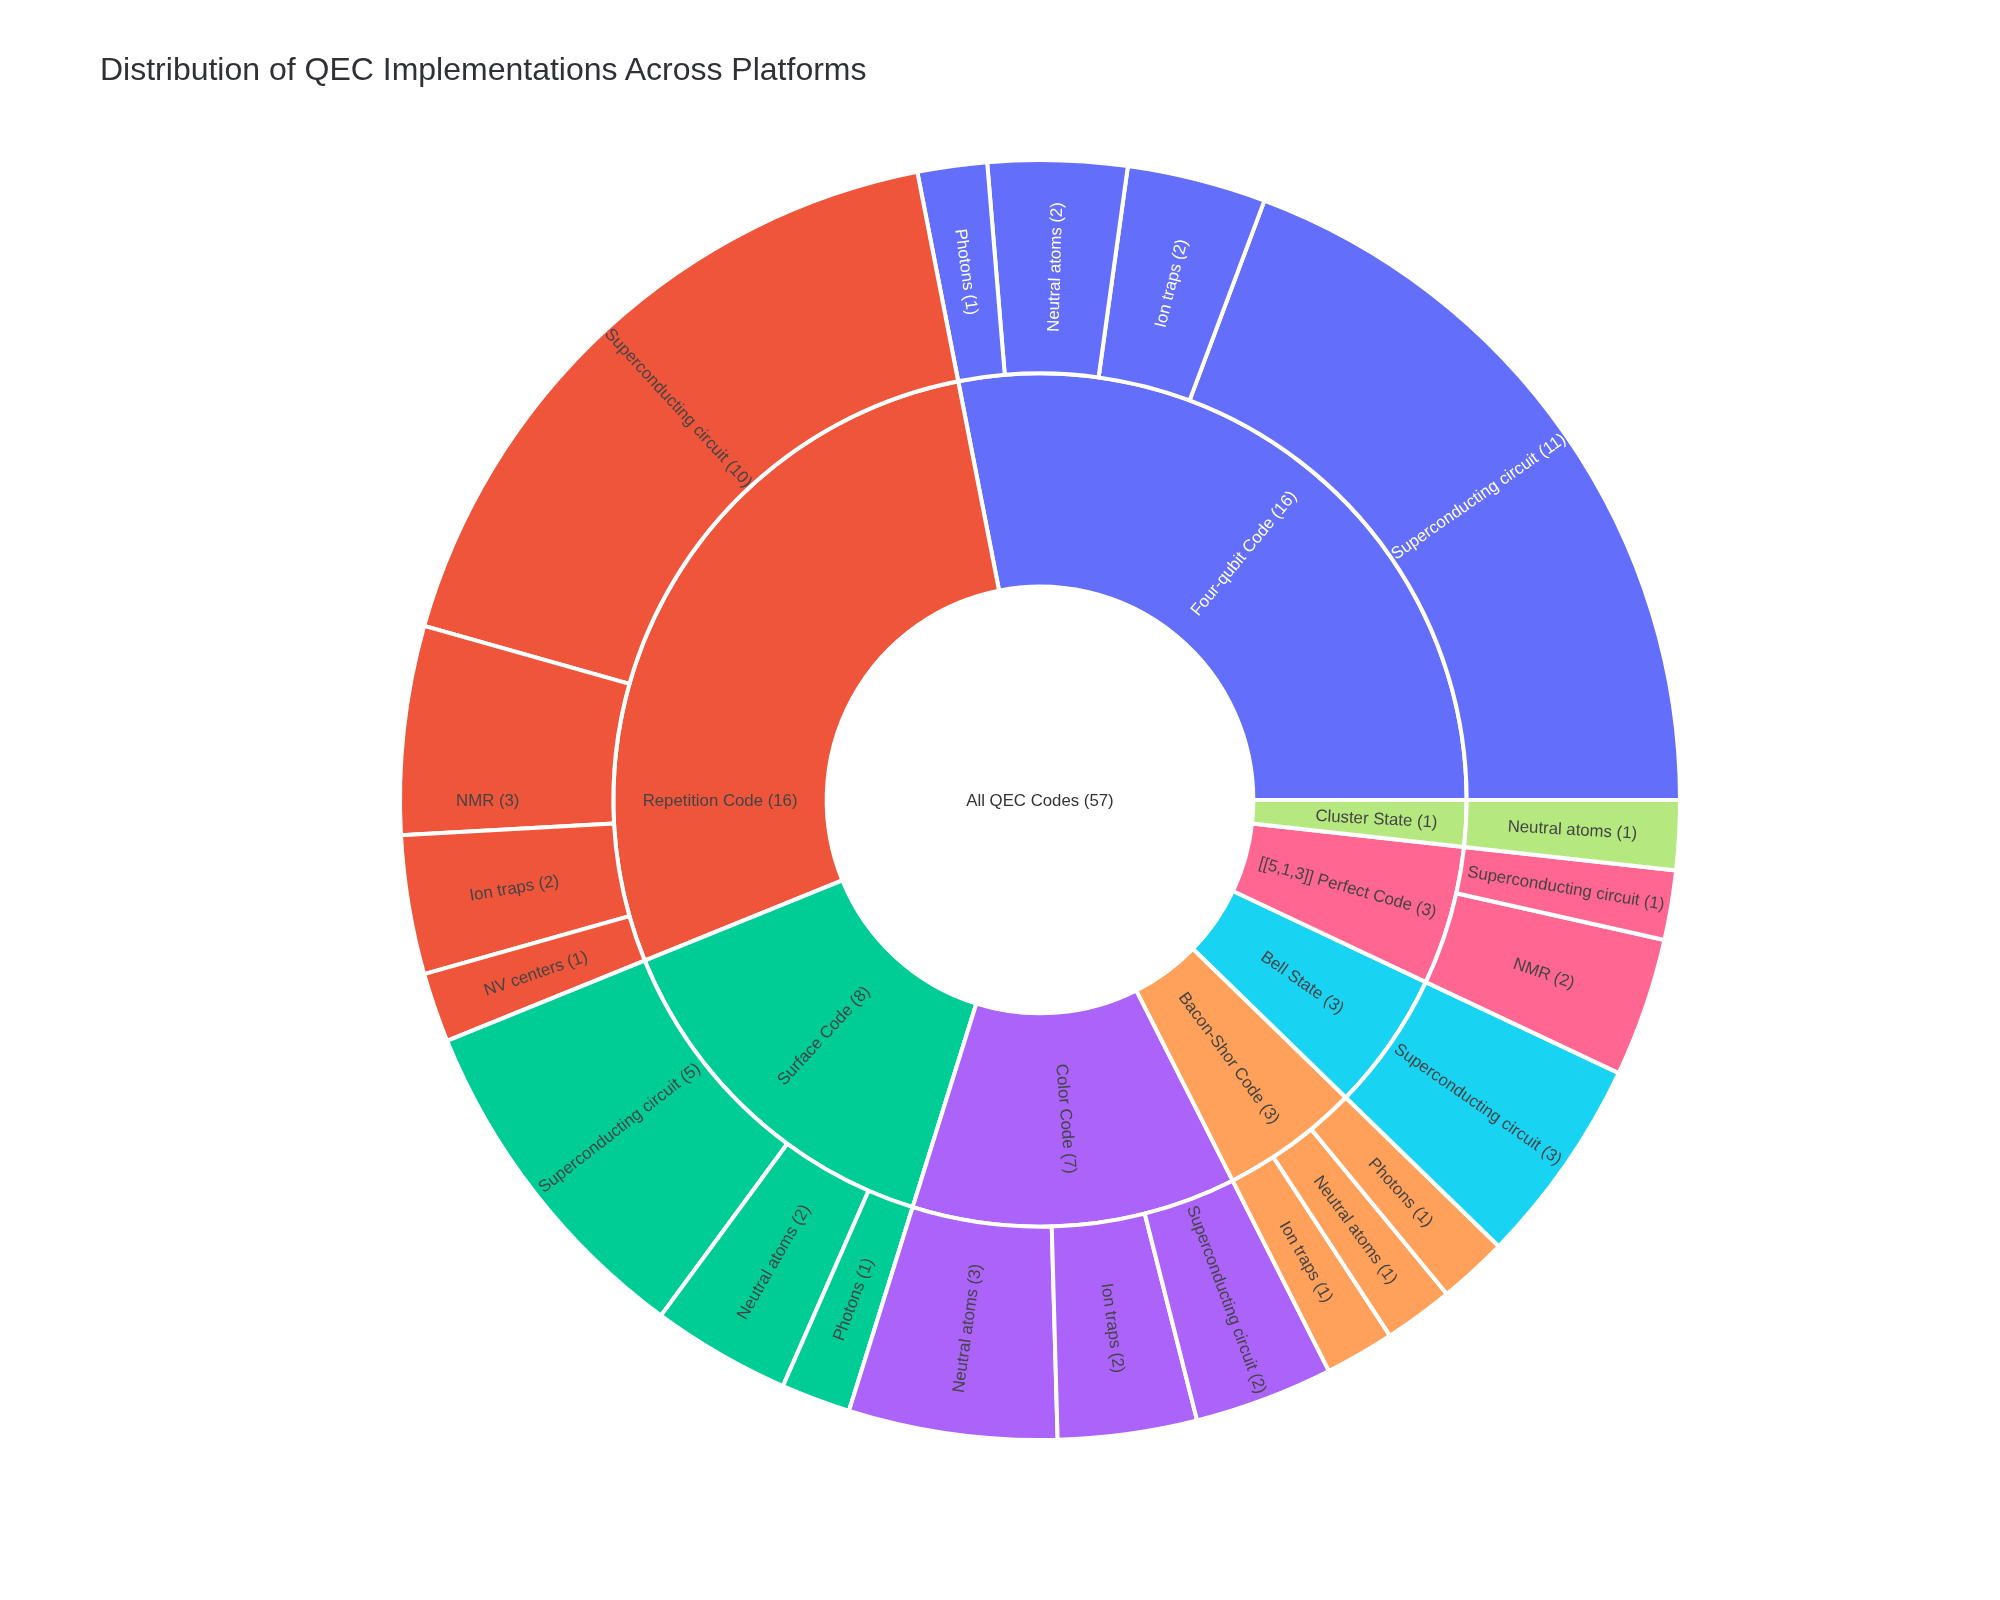 Distribution of QEC Implementations Across Platforms
All QEC Codes (57)
Four-qubit Code (16)
Superconducting circuit (11)
Ion traps (2)
Neutral atoms (2)
Photons (1)
Repetition Code (16)
Superconducting circuit (10)
NMR (3)
Ion traps (2)
NV centers (1)
Surface Code (8)
Superconducting circuit (5)
Neutral atoms (2)
Photons (1)
Color Code (7)
Neutral atoms (3)
Ion traps (2)
Superconducting circuit (2)
Bacon-Shor Code (3)
Ion traps (1)
Neutral atoms (1)
Photons (1)
Bell State (3)
Superconducting circuit (3)
[[5,1,3]] Perfect Code (3)
NMR (2)
Superconducting circuit (1)
Cluster State (1)
Neutral atoms (1)